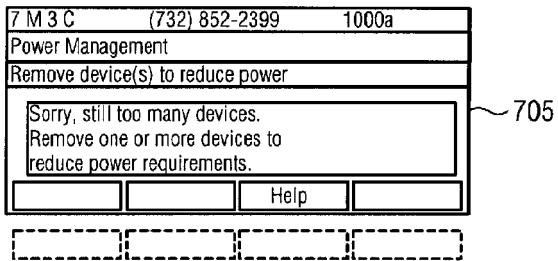 7 M 3 C (732) 852-2399 1000a
Power Management
Remove device(s) to reduce power
Sorry, still too many devices.
Remove one or more devices to
reduce power requirements.
705
Help